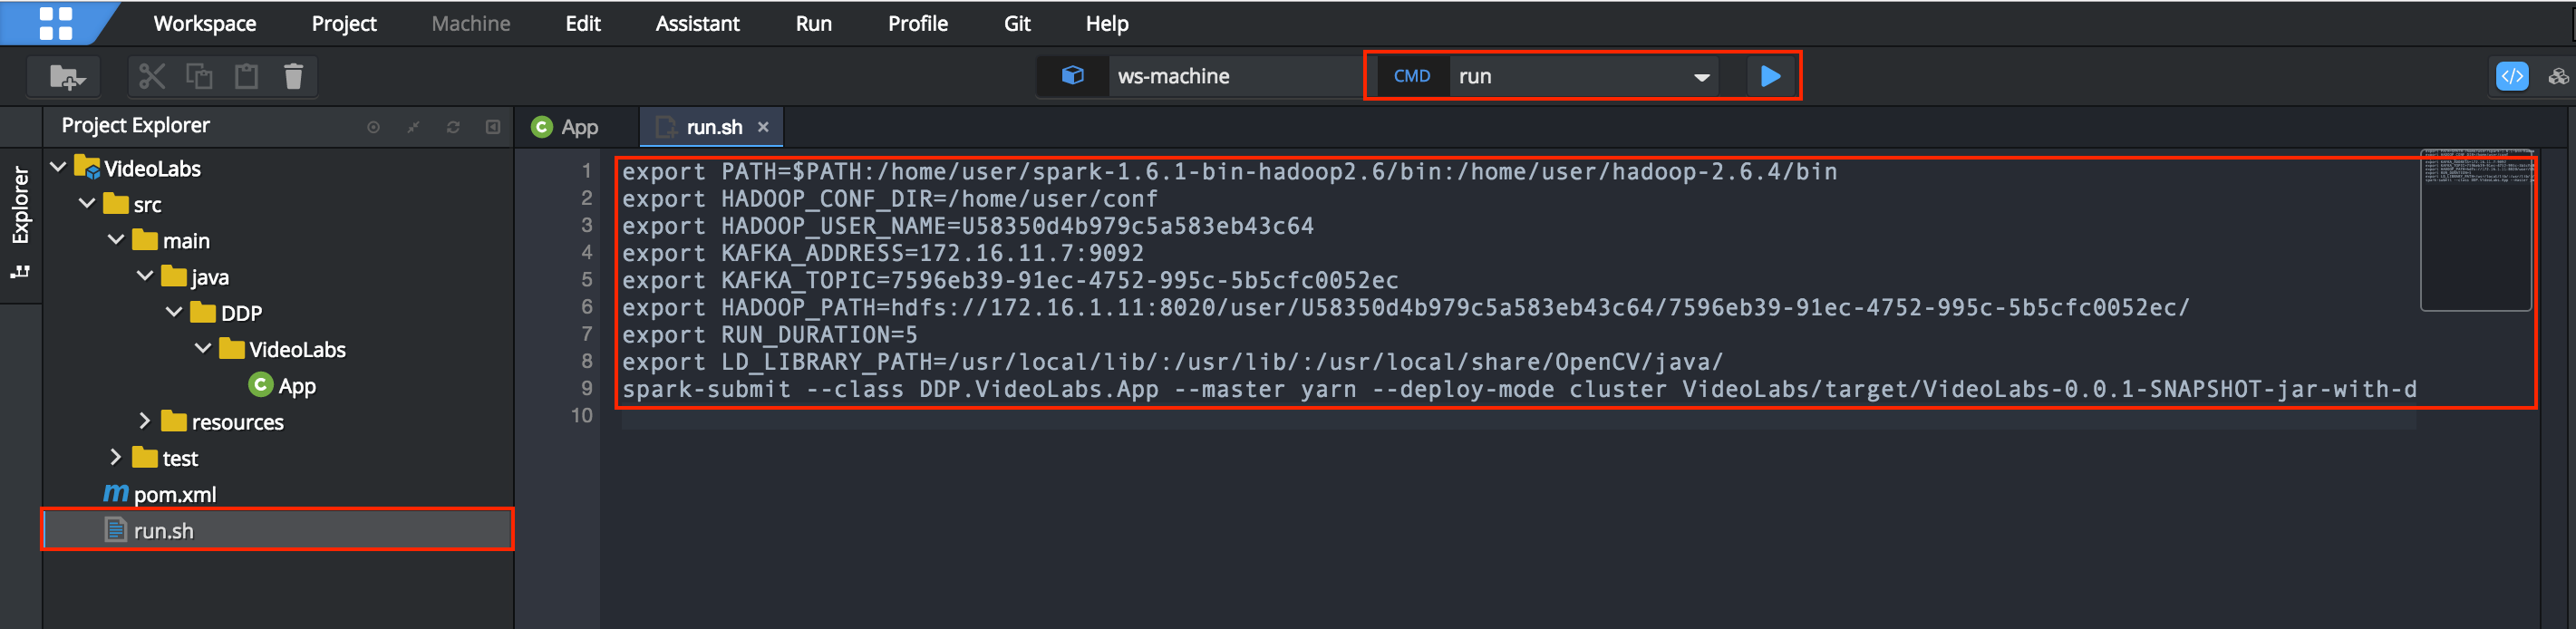 Workspace Project Machine Edit Assistant Run Profile Git Help
ws-machine CMD run </>
Project Explorer
C App run.sh ×
Explorer
VideoLabs
src
main
java
DDP
VideoLabs
C App
resources
test
m pom.xml
run.sh
1 export PATH=$PATH:/home/user/spark-1.6.1-bin-hadoop2.6/bin:/home/user/hadoop-2.6.4/bin
2 export HADOOP_CONF_DIR=/home/user/conf
3 export HADOOP_USER_NAME=U58350d4b979c5a583eb43c64
4 export KAFKA_ADDRESS=172.16.11.7:9092
5 export KAFKA_TOPIC=7596eb39-91ec-4752-995c-5b5cfc0052ec
6 export HADOOP_PATH=hdfs://172.16.1.11:8020/user/U58350d4b979c5a583eb43c64/7596eb39-91ec-4752-995c-5b5cfc0052ec/
7 export RUN_DURATION=5
8 export LD_LIBRARY_PATH=/usr/local/lib/:/usr/lib/:/usr/local/share/OpenCV/java/
9 spark-submit --class DDP.VideoLabs.App --master yarn --deploy-mode cluster VideoLabs/target/VideoLabs-0.0.1-SNAPSHOT-jar-with-d
10